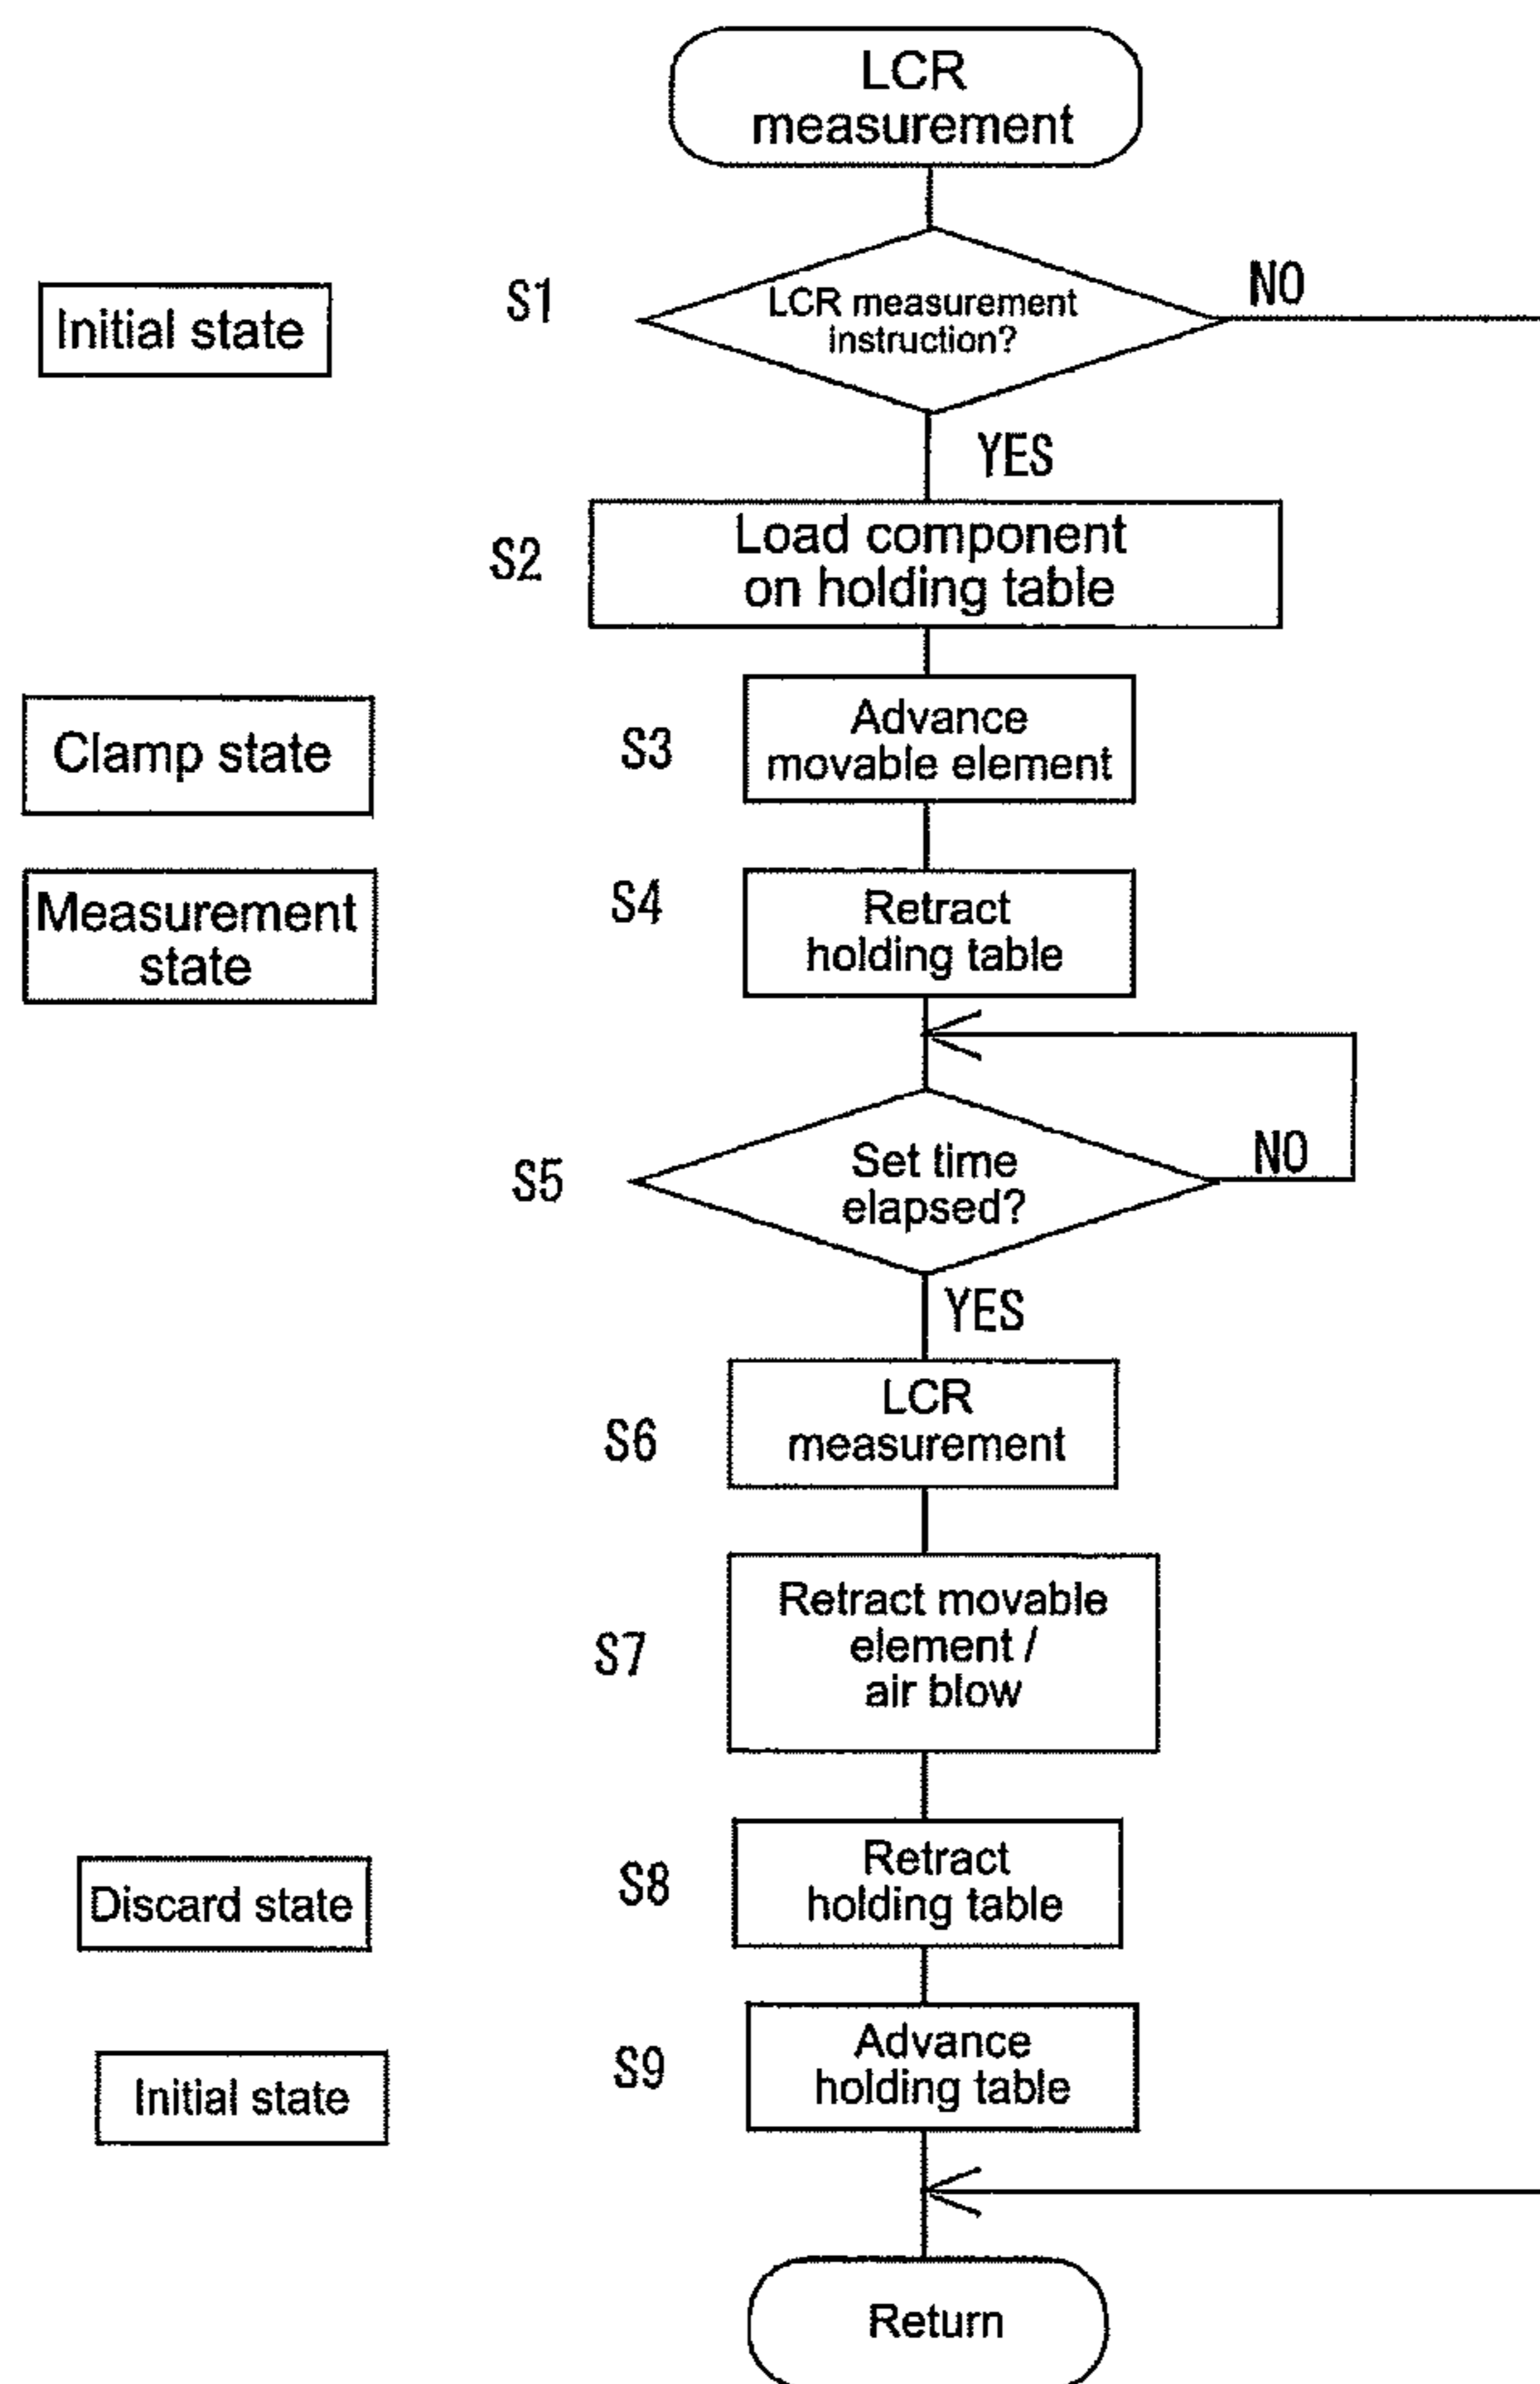 LCR
measurement
Initial state
S1
LCR measurement
instruction?
NO
YES
S2
Load component
on holding table
Clamp state
S3
Advance
movable element
Measurement
state
S4
Retract
holding table
S5
Set time
elapsed?
NO
YES
S6
LCR
measurement
S7
Retract movable
element /
air blow
Discard state
S8
Retract
holding table
Initial state
S9
Advance
holding table
Return